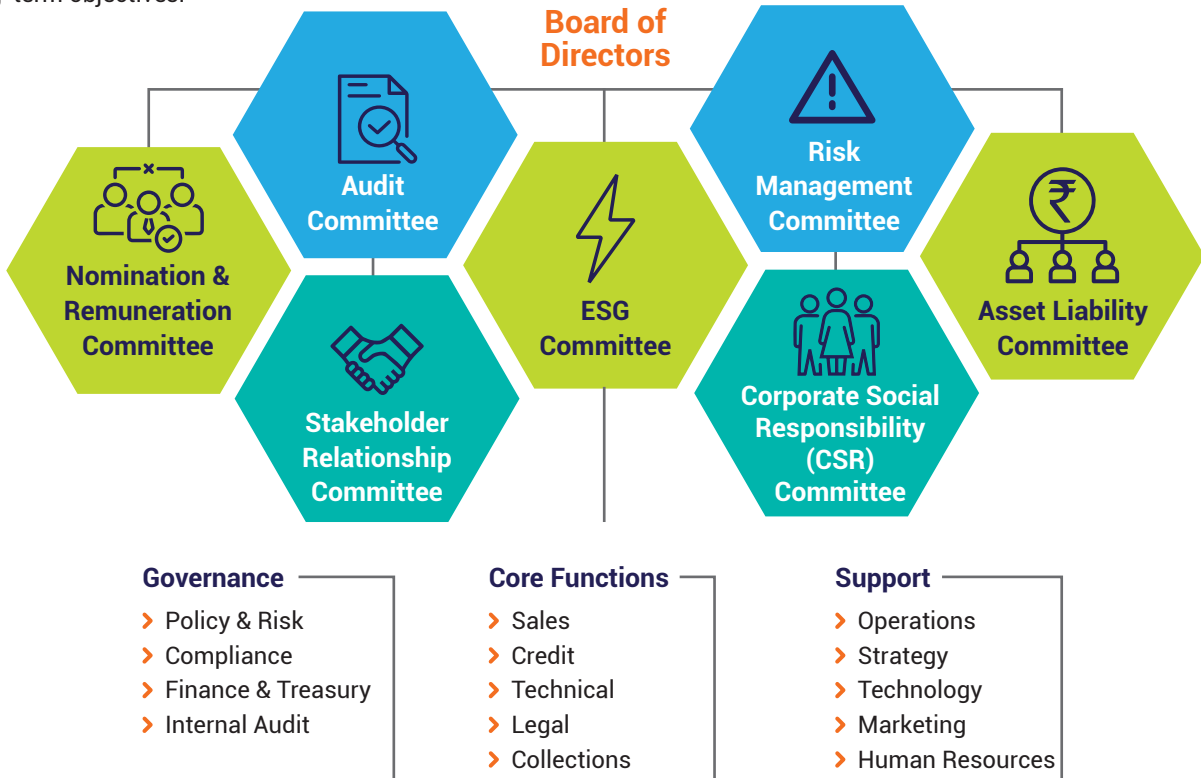 term objectives.
Board of
Directors
Audit
Committee
Risk
Management
Committee
Nomination &
Remuneration
Committee
ESG
Committee
Asset Liability
Committee
Stakeholder
Relationship
Committee
Corporate Social
Responsibility
(CSR)
Committee
Governance
Policy & Risk
Compliance
Finance & Treasury
Internal Audit
Core Functions
Sales
Credit
Technical
Legal
Collections
Support
Operations
Strategy
Technology
Marketing
Human Resources